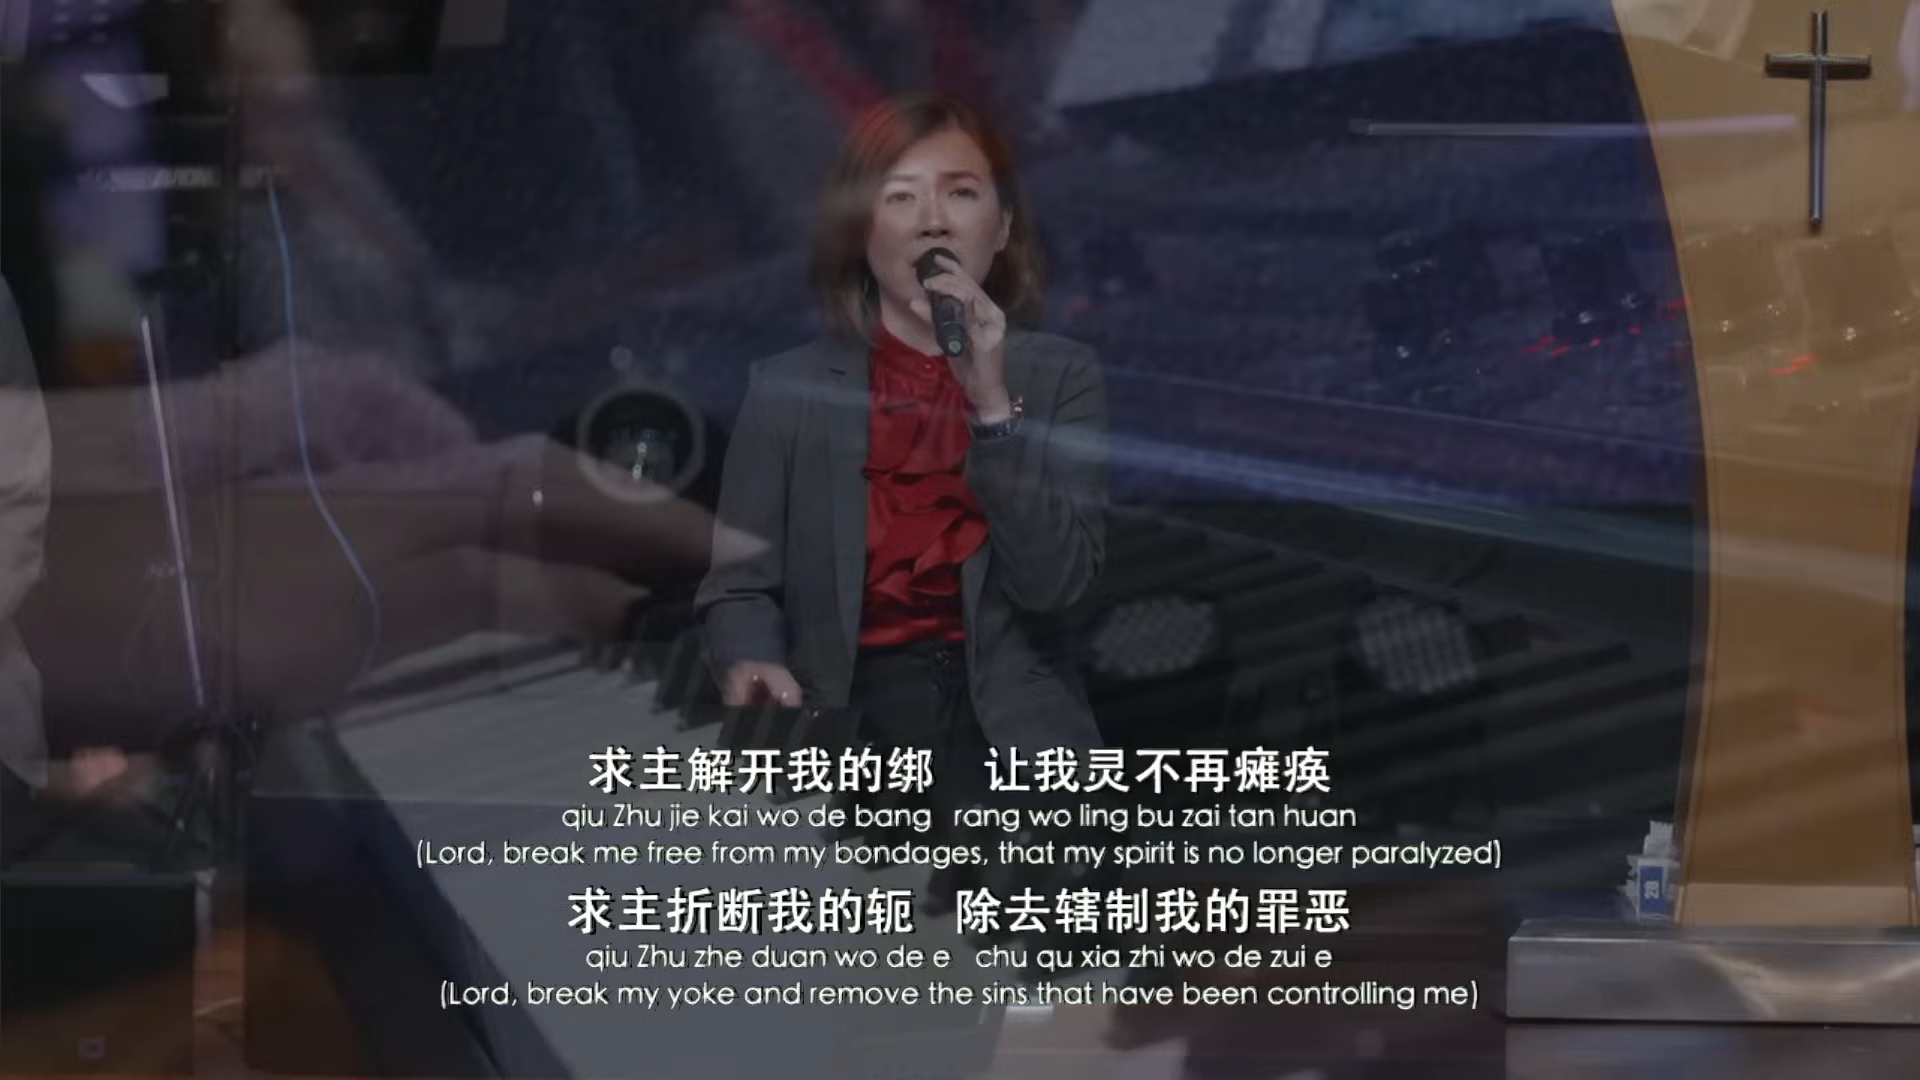 求主解开我的绑 让我灵不再瘫痪
qiu Zhu jie kai wo de bang rang wo ling bu zai tan huan
(Lord, break me free from my bondages, that my spirit is no longer paralyzed)
求主折断我的轭 除去辖制我的罪恶
qiu Zhu zhe duan wo de e chu qu xia zhi wo de zui e
(Lord, break my yoke and remove the sins that have been controlling me)